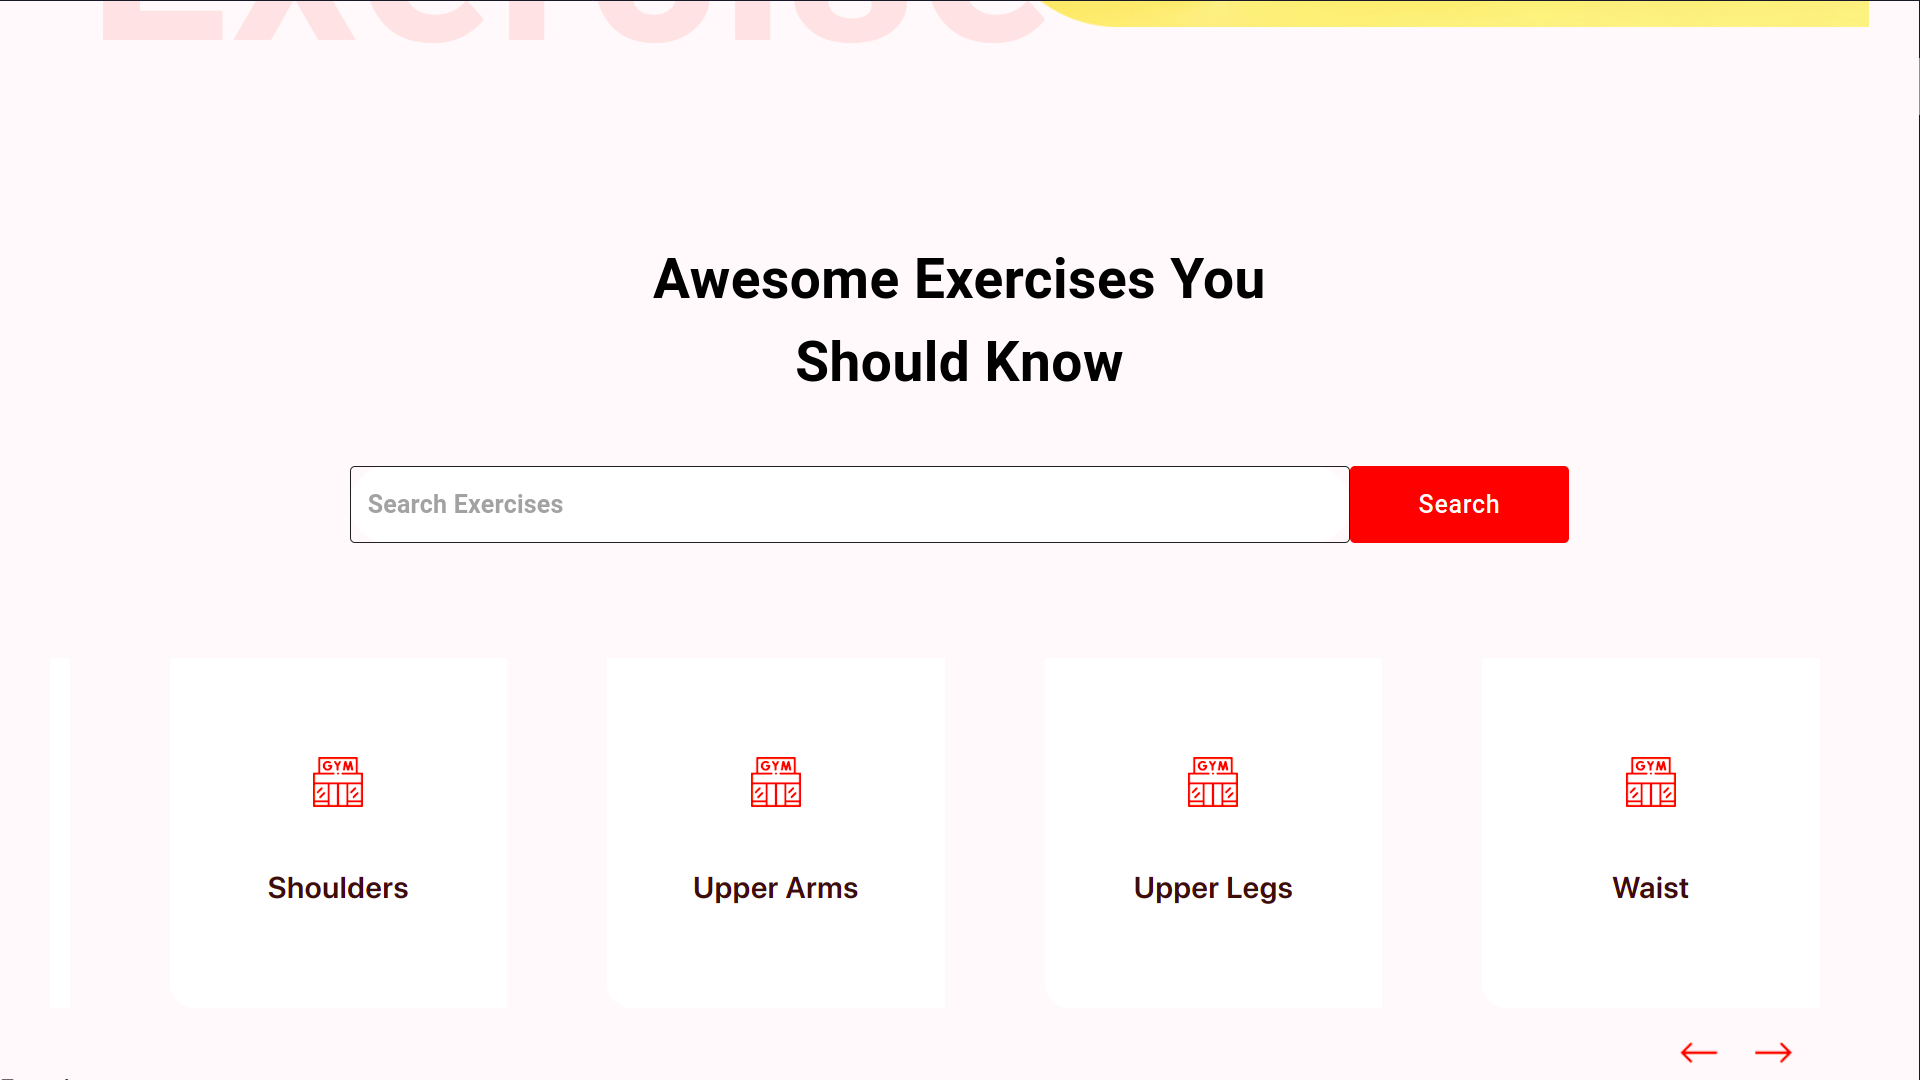 Exercise
Awesome Exercises You
Should Know
Search Exercises
Search
GYM
Shoulders
GYM
Upper Arms
GYM
Upper Legs
GYM
Waist